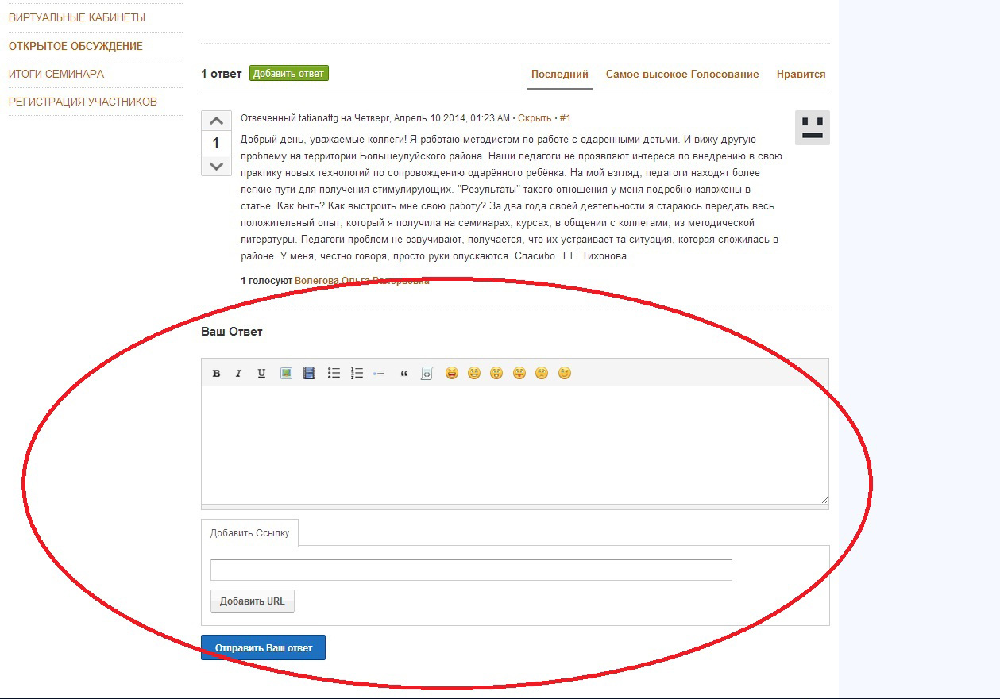 ВИРТУАЛЬНЫЕ КАБИНЕТЫ
ОТКРЫТОЕ ОБСУЖДЕНИЕ
ИТОГИ СЕМИНАРА
РЕГИСТРАЦИЯ УЧАСТНИКОВ
1 ответ Добавить ответ Последний Самое высокое Голосование Нравится
1
Отвеченный tatianattg на Четверг, Апрель 10 2014, 01:23 AM · Скрыть · #1
Добрый день, уважаемые коллеги! Я работаю методистом по работе с одарёнными детьми. И вижу другую
проблему на территории Большеулуйского района. Наши педагоги не проявляют интереса по внедрению в свою
практику новых технологий по сопровождению одарённого ребёнка. На мой взгляд, педагоги находят более
лёгкие пути для получения стимулирующих. "Результаты" такого отношения у меня подробно изложены в
статье. Как быть? Как выстроить мне свою работу? За два года своей деятельности я стараюсь передать весь
положительный опыт, который я получила на семинарах, курсах, в общении с коллегами, из методической
литературы. Педагоги проблем не озвучивают, получается, что их устраивает та ситуация, которая сложилась в
районе. У меня, честно говоря, просто руки опускаются. Спасибо. Т.Г. Тихонова
1 голосуют Волегова Ольга Валерьевна
Ваш Ответ
B I U
Добавить Ссылку
Добавить URL
Отправить Ваш ответ